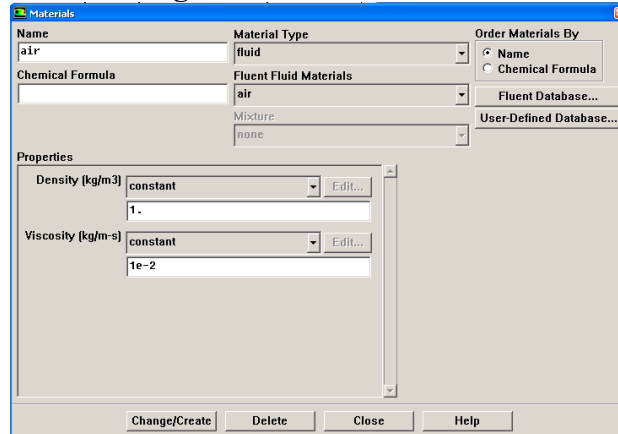 Materials
Name
air
Chemical Formula
Material Type
fluid
Fluent Fluid Materials
air
Mixture
none
Order Materials By
Name
Chemical Formula
Fluent Database...
User-Defined Database...
Properties
Density (kg/m3) constant Edit...
1.
Viscosity (kg/m-s) constant Edit...
1e-2
Change/Create Delete Close Help